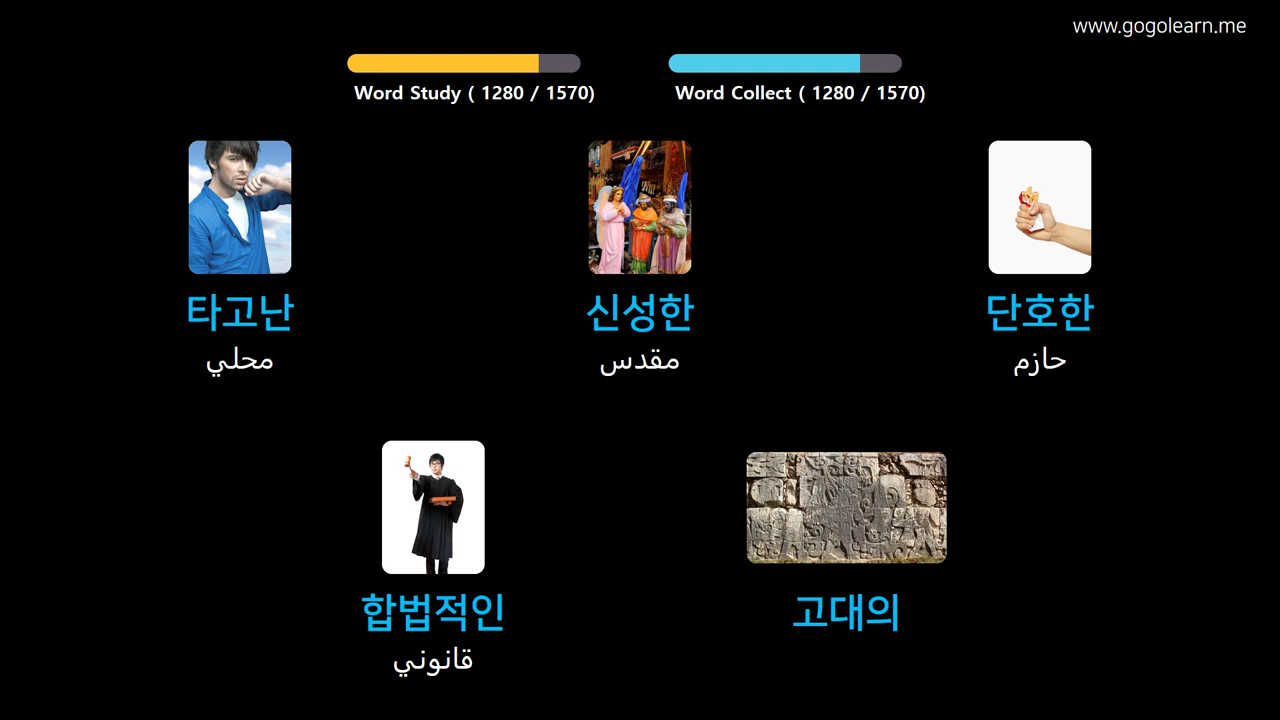 www.gogolearn.me
Word Study ( 1280 / 1570)
Word Collect ( 1280 / 1570)
타고난
محلي
신성한
مقدس
단호한
حازم
합법적인
قانوني
고대의